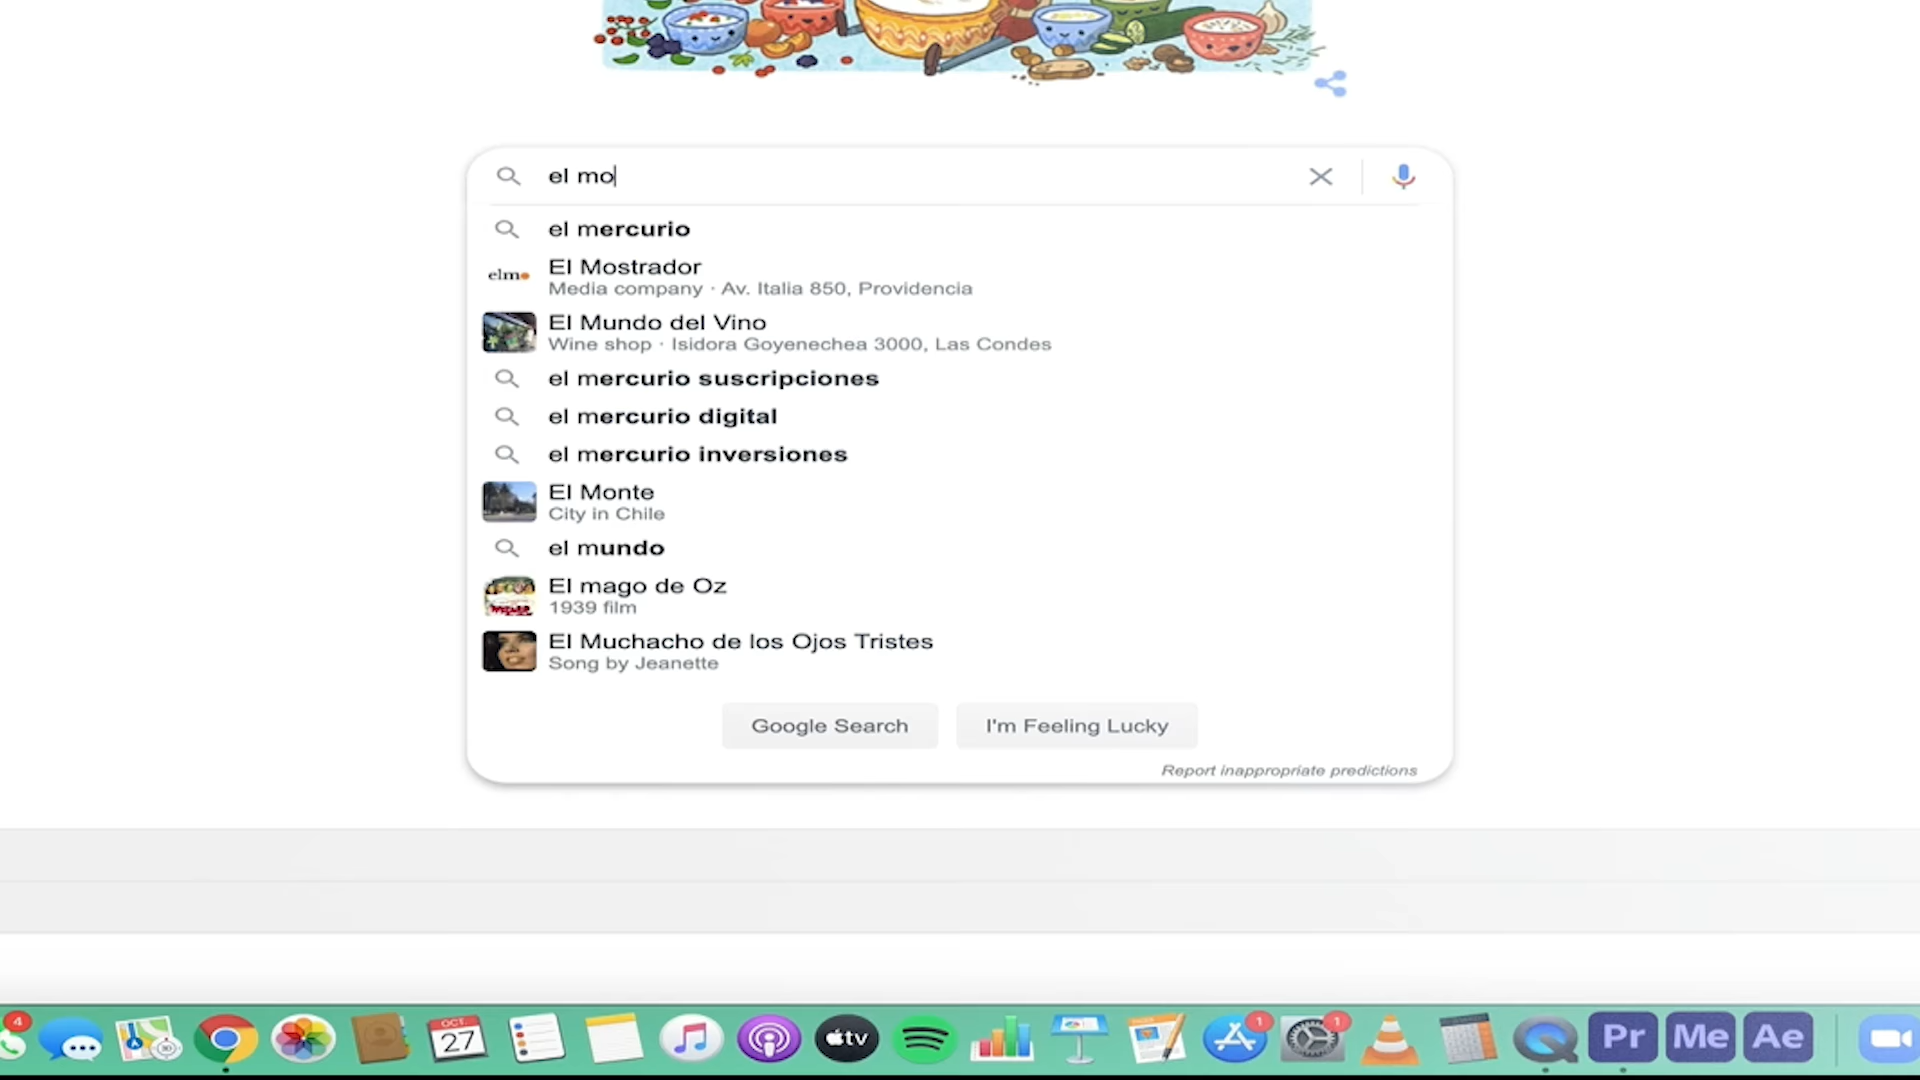 el mo
el mercurio
elm
El Mostrador
Media company · Av. Italia 850, Providencia
El Mundo del Vino
Wine shop · Isidora Goyenechea 3000, Las Condes
el mercurio suscripciones
el mercurio digital
el mercurio inversiones
El Monte
City in Chile
el mundo
El mago de Oz
1939 film
El Muchacho de los Ojos Tristes
Song by Jeanette
Google Search
I'm Feeling Lucky
Report inappropriate predictions
4
OCT
27
tv
1
1
Pr
Me
Ae